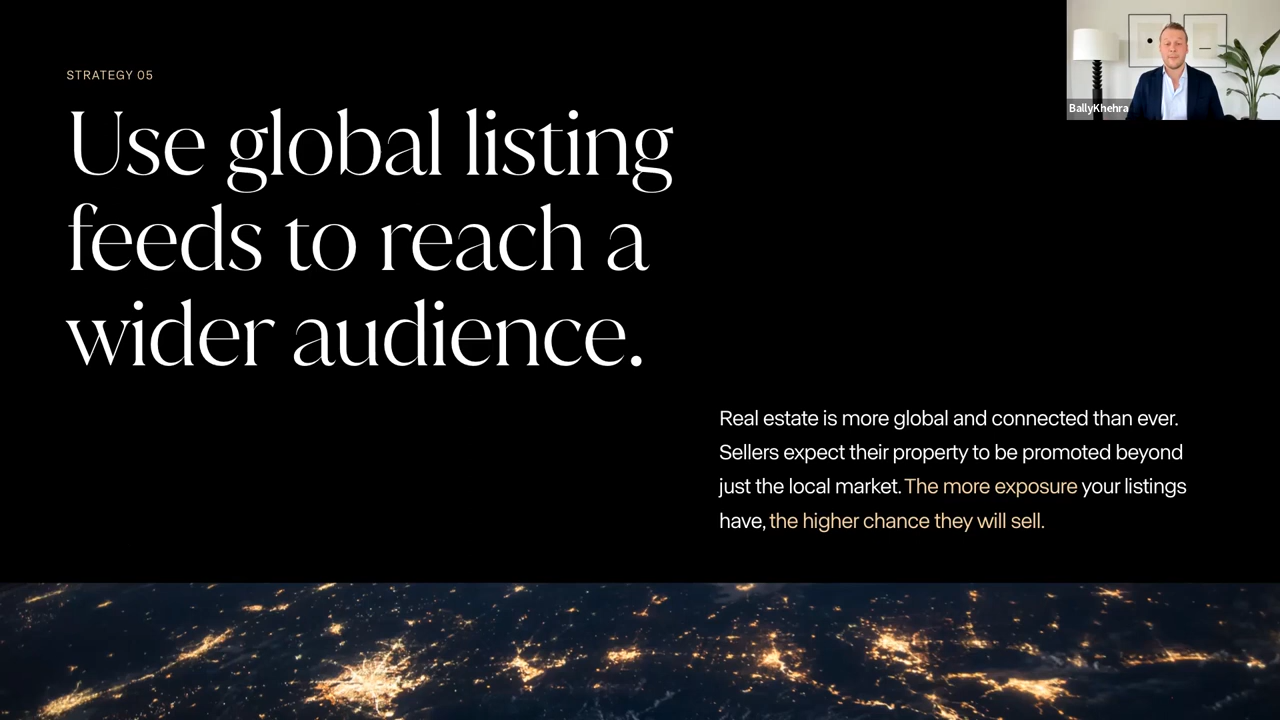 STRATEGY 05
Use global listing
feeds to reach a
wider audience.
BallyKhehra
Real estate is more global and connected than ever.
Sellers expect their property to be promoted beyond
just the local market. The more exposure your listings
have, the higher chance they will sell.